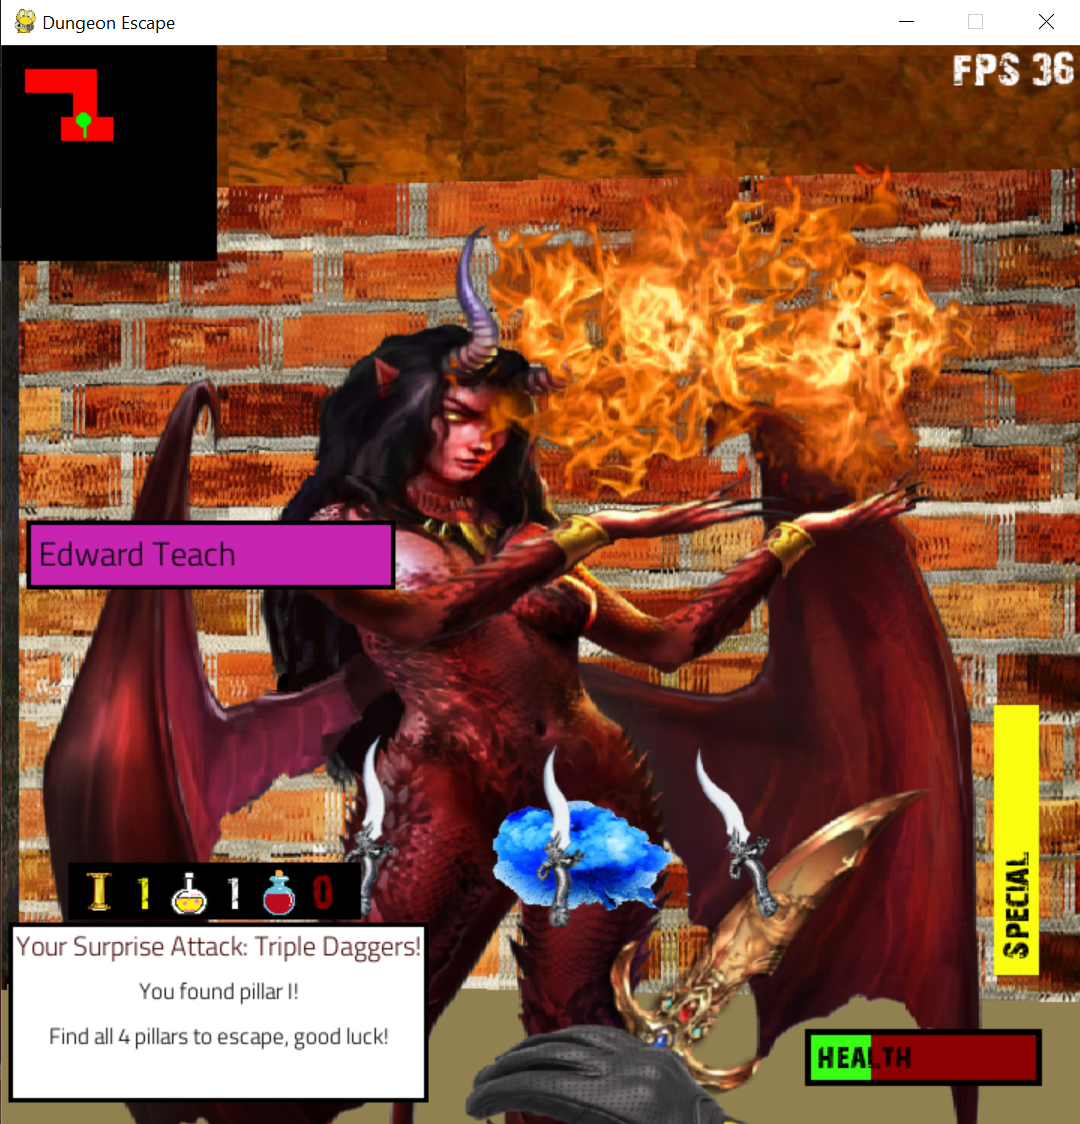 Dungeon Escape
FPS 36
Edward Teach
1 1 0
Your Surprise Attack: Triple Daggers!
You found pillar I!
Find all 4 pillars to escape, good luck!
SPECIAL
HEALTH